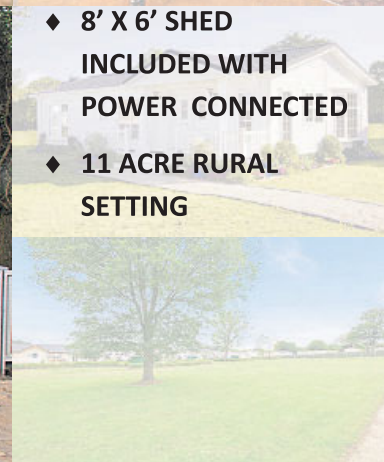 ♦ 8’ X 6’ SHED
INCLUDED WITH
POWER CONNECTED
♦ 11 ACRE RURAL
SETTING